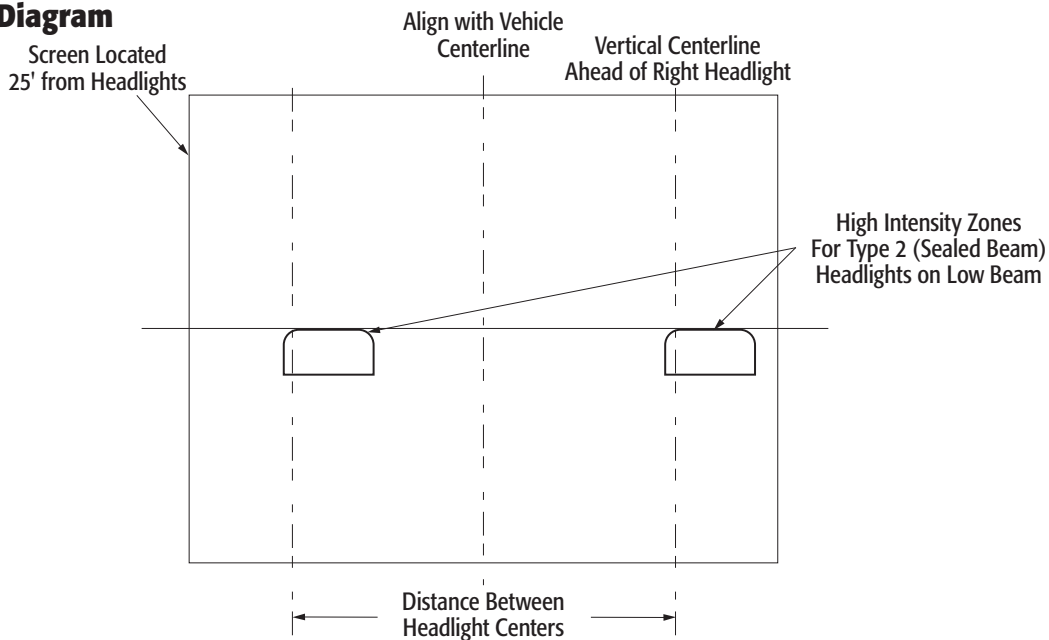 Diagram
Screen Located
25' from Headlights
Align with Vehicle
Centerline
Vertical Centerline
Ahead of Right Headlight
High Intensity Zones
For Type 2 (Sealed Beam)
Headlights on Low Beam
Distance Between
Headlight Centers